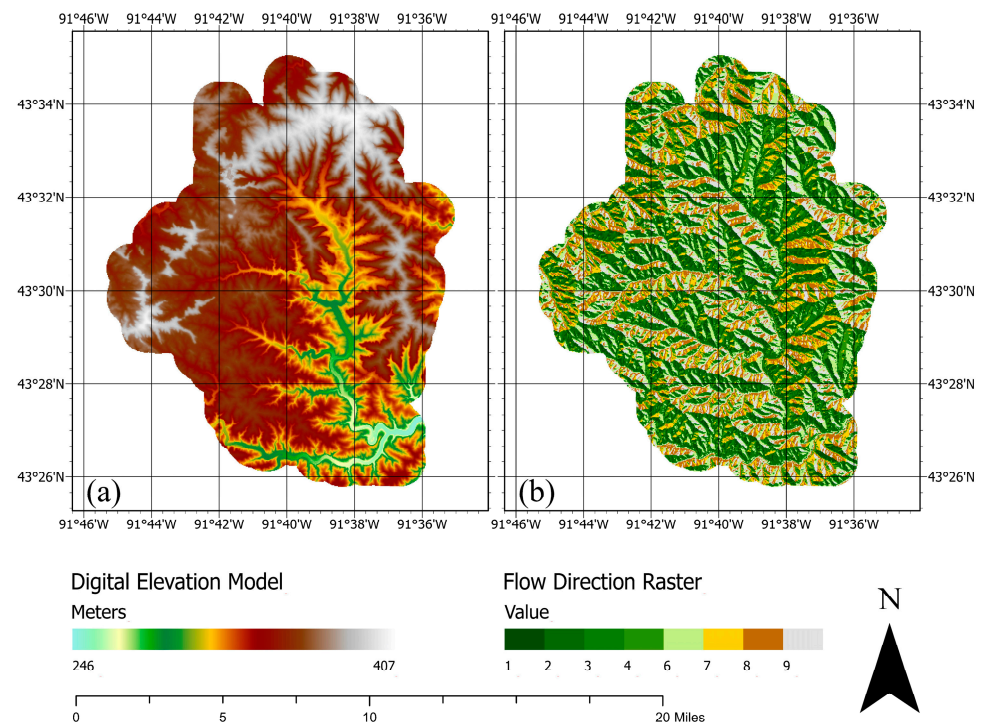 91°46'W 91°44'W 91°42'W 91°40'W 91°38'W 91°36'W 91°46'W 91°44'W 91°42'W 91°40'W 91°38'W 91°36'W
43°34'N 43°34'N
43°32'N 43°32'N
43°30'N 43°30'N
43°28'N 43°28'N
43°26'N 43°26'N
(a) (b)
91°46'W 91°44'W 91°42'W 91°40'W 91°38'W 91°36'W 91°46'W 91°44'W 91°42'W 91°40'W 91°38'W 91°36'W
Digital Elevation Model
Meters
246 407
Flow Direction Raster
Value
1 2 3 4 6 7 8 9
N
0 5 10 20 Miles